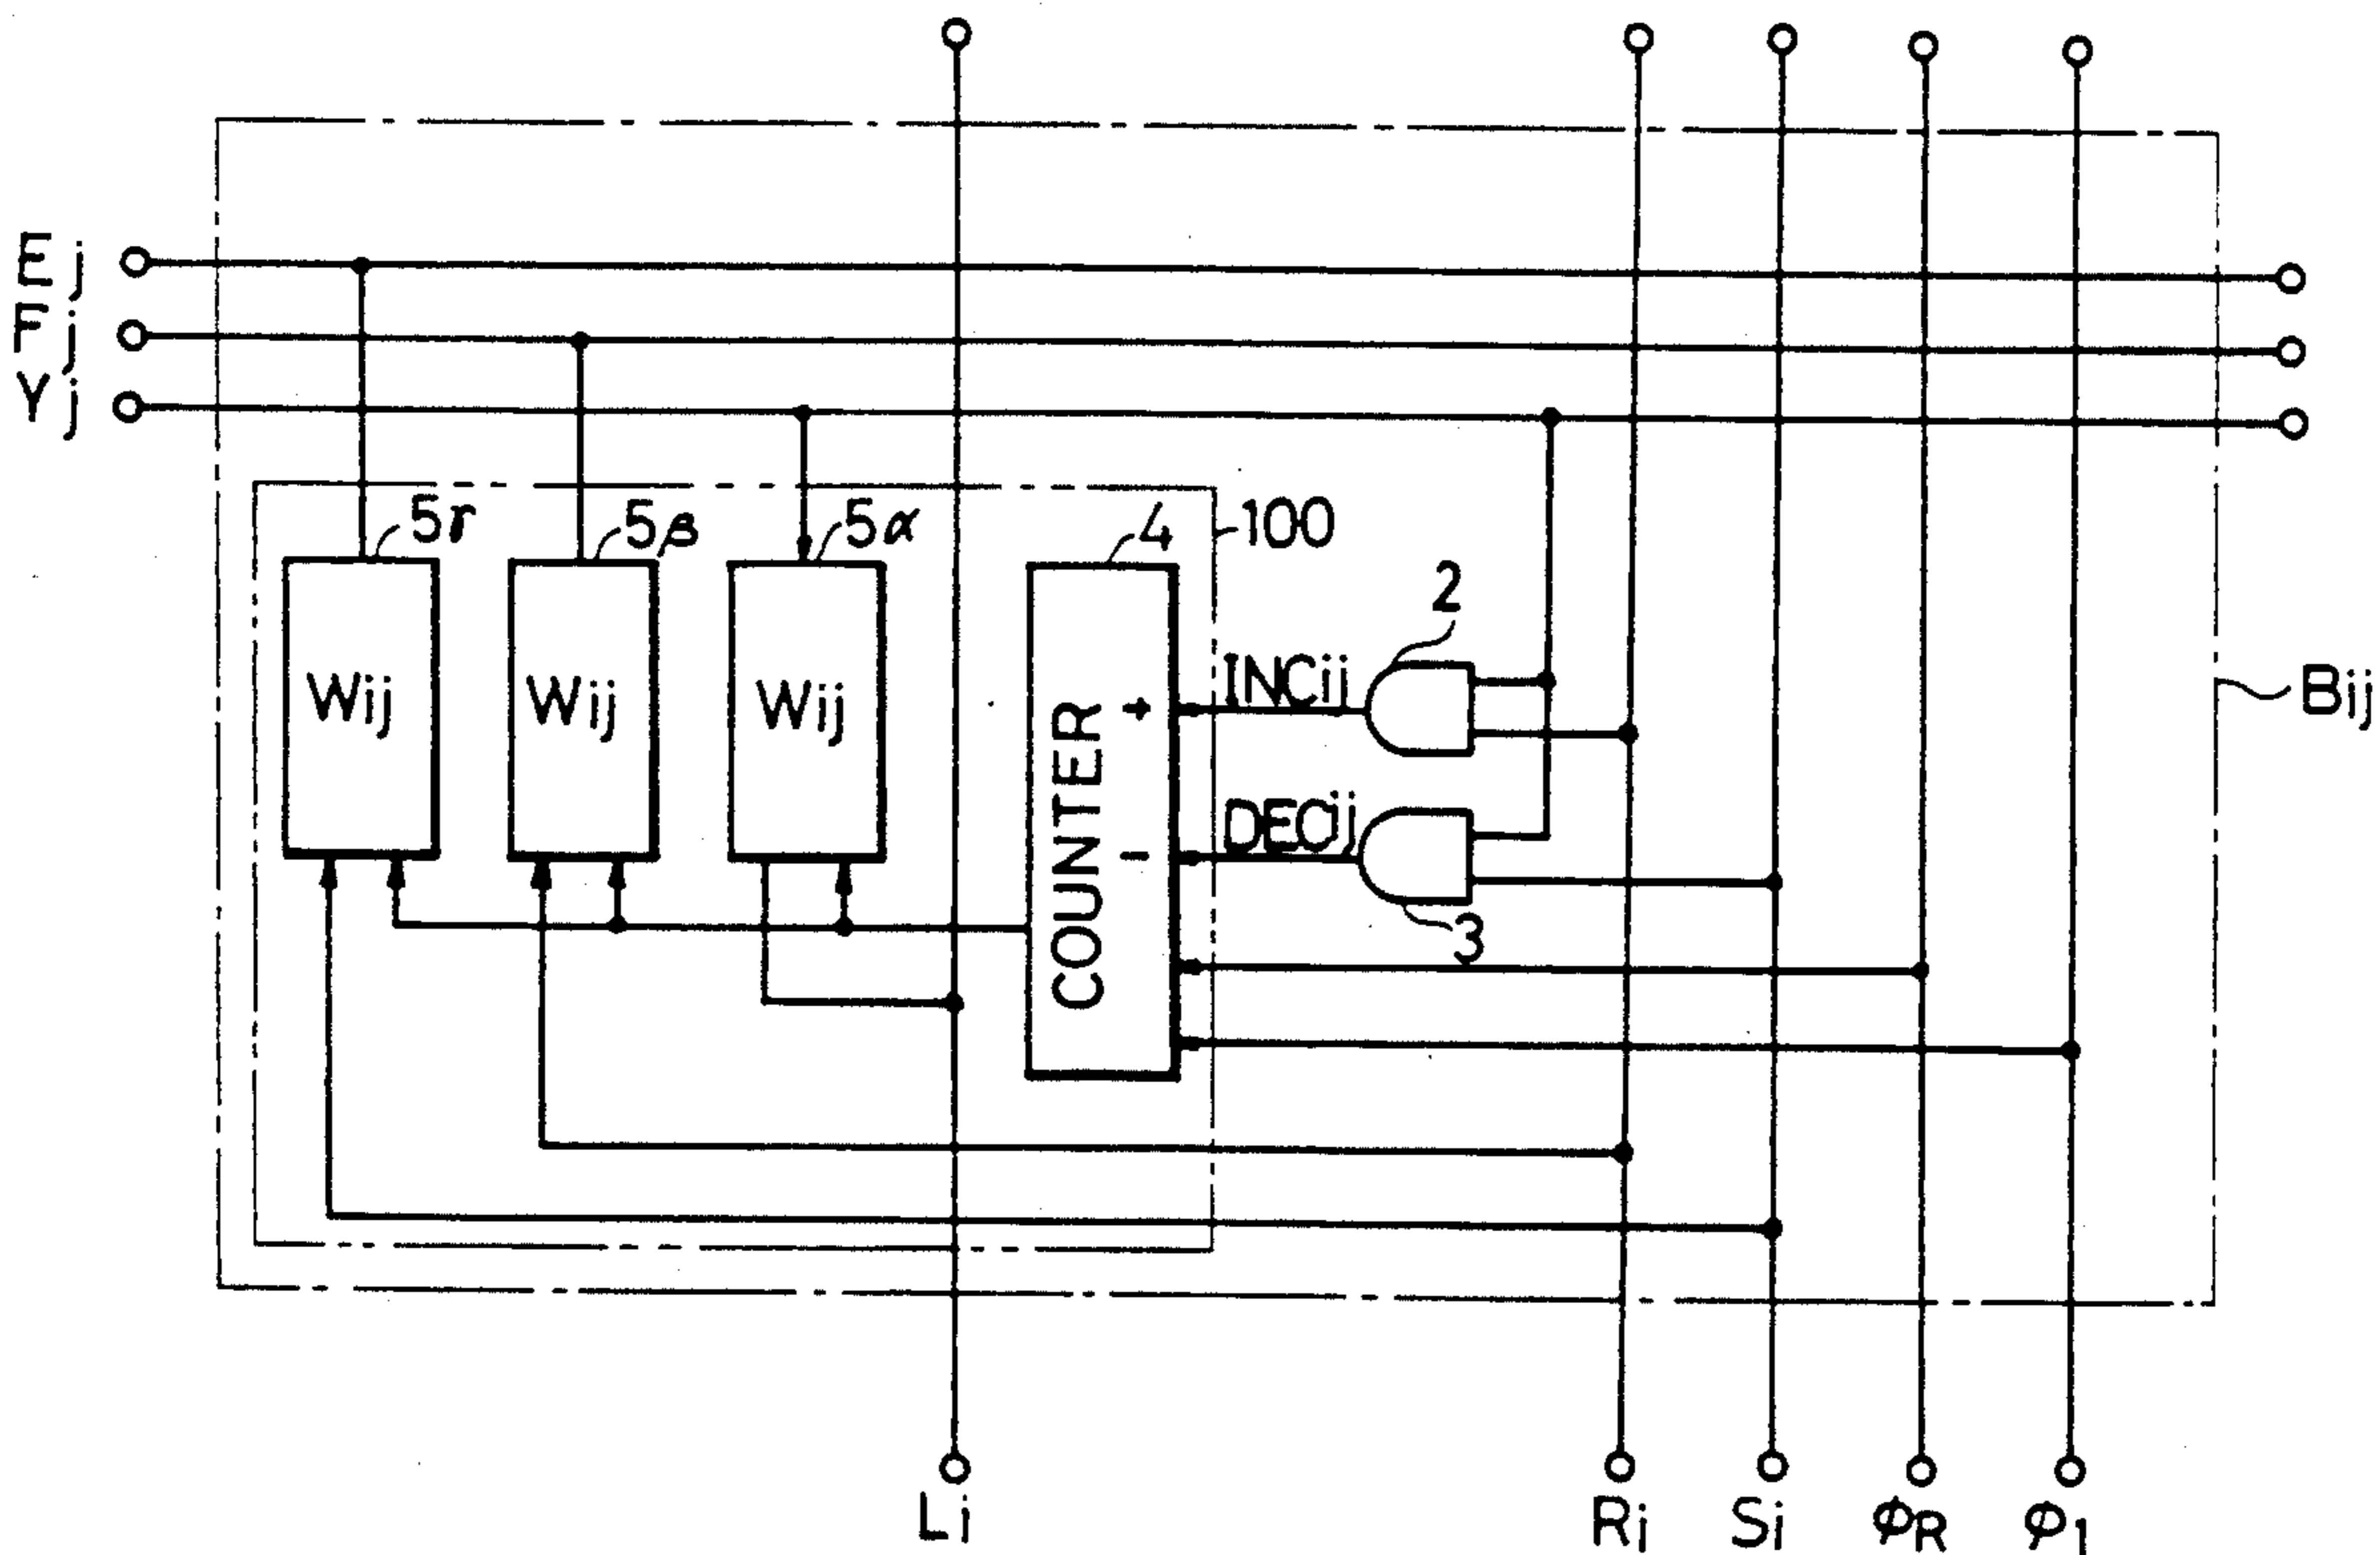 Ej
Fj
Yj
5γ
5β
5α
4
100
2
Wij
Wij
Wij
COUNTER
+
-
INCij
DECij
3
Bij
Li
Ri
Si
φR
φ1